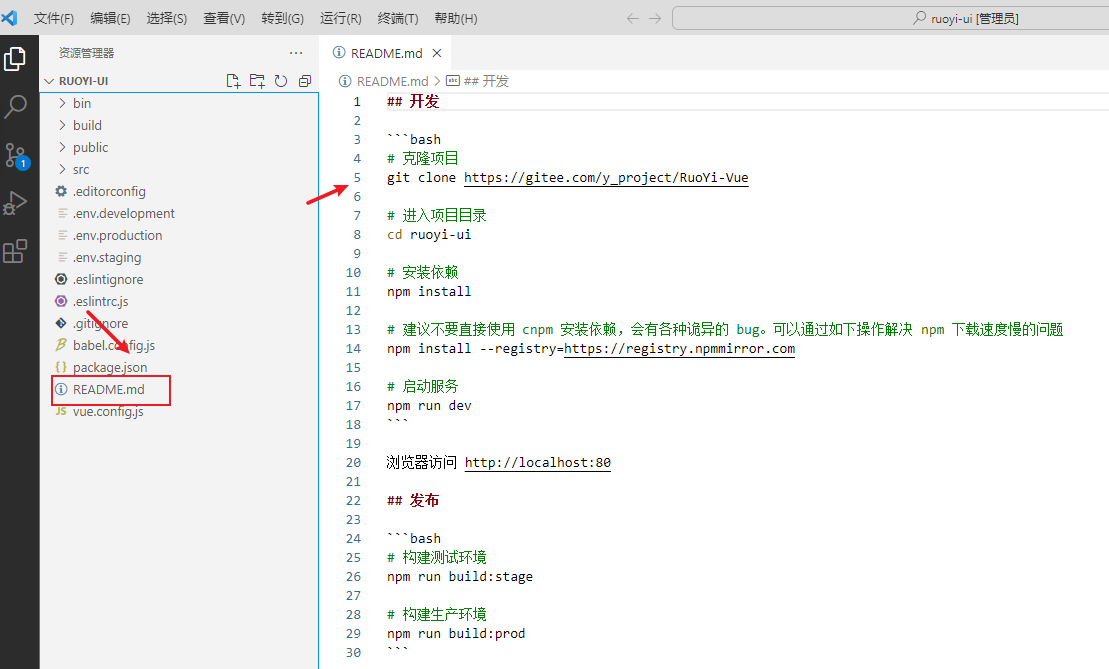 文件(F) 编辑(E) 选择(S) 查看(V) 转到(G) 运行(R) 终端(T) 帮助(H) ruoyi-ui [管理员]
资源管理器
RUOYI-UI
bin
build
public
src
.editorconfig
.env.development
.env.production
.env.staging
.eslintignore
.eslintrc.js
.gitignore
babel.config.js
package.json
README.md
vue.config.js
1
README.md
README.md > ## 开发
1 ## 开发
2
3 ```bash
4 # 克隆项目
5 git clone https://gitee.com/y_project/RuoYi-Vue
6
7 # 进入项目目录
8 cd ruoyi-ui
9
10 # 安装依赖
11 npm install
12
13 # 建议不要直接使用 cnpm 安装依赖，会有各种诡异的 bug。可以通过如下操作解决 npm 下载速度慢的问题
14 npm install --registry=https://registry.npmmirror.com
15
16 # 启动服务
17 npm run dev
18 ```
19
20 浏览器访问 http://localhost:80
21
22 ## 发布
23
24 ```bash
25 # 构建测试环境
26 npm run build:stage
27
28 # 构建生产环境
29 npm run build:prod
30 ```